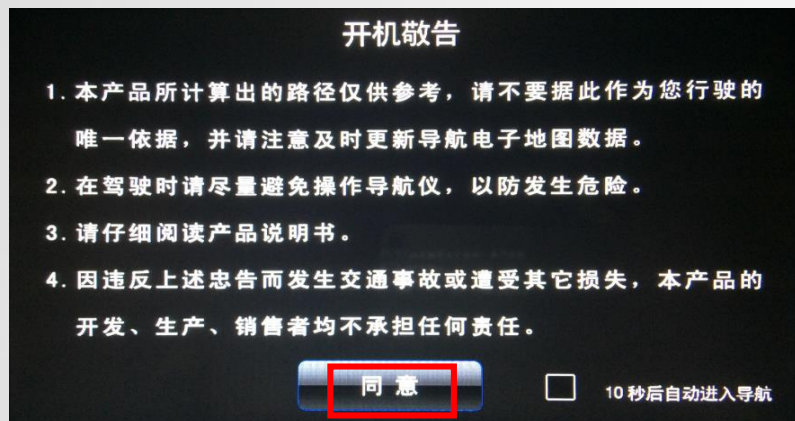 开机敬告
1. 本产品所计算出的路径仅供参考，请不要据此作为您行驶的
唯一依据，并请注意及时更新导航电子地图数据。
2. 在驾驶时请尽量避免操作导航仪，以防发生危险。
3. 请仔细阅读产品说明书。
4. 因违反上述忠告而发生交通事故或遭受其它损失，本产品的
开发、生产、销售者均不承担任何责任。
同意
10秒后自动进入导航